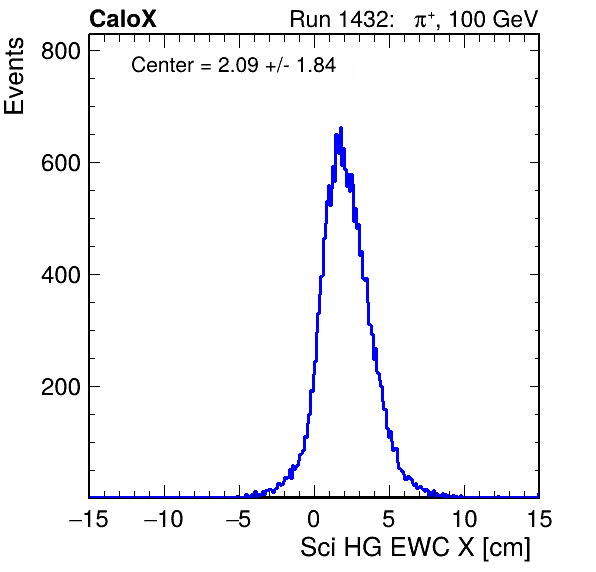 CaloX Run 1432: π⁺, 100 GeV
Center = 2.09 +/- 1.84
Events
800
600
400
200
−15 −10 −5 0 5 10 15
Sci HG EWC X [cm]